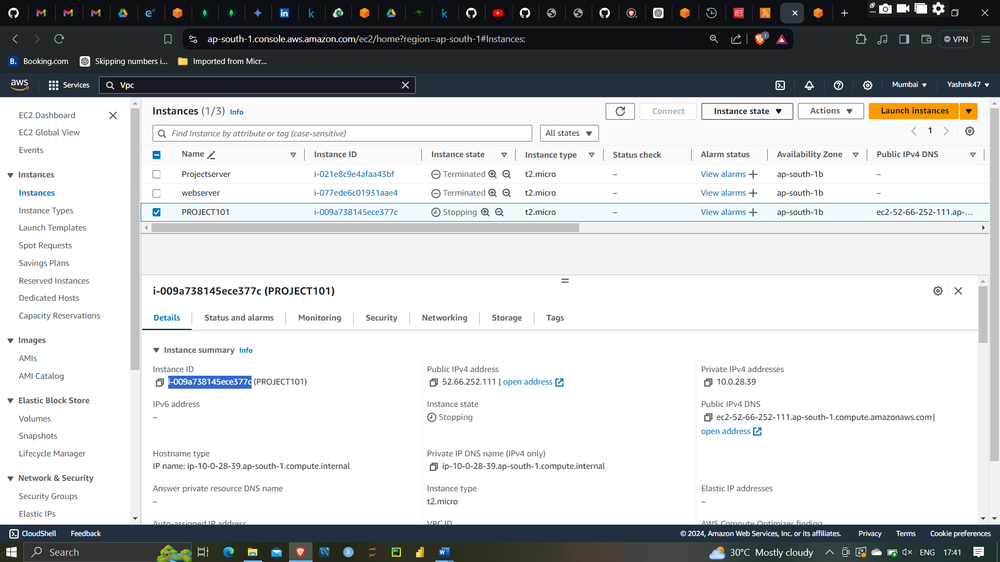 ap-south-1.console.aws.amazon.com/ec2/home?region=ap-south-1#Instances:
1
VPN
B. Booking.com
Skipping numbers i...
Imported from Micr...
aws
Services
Vpc
Mumbai
Yashmk47
EC2 Dashboard
EC2 Global View
Events
Instances
Instances
Instance Types
Launch Templates
Spot Requests
Savings Plans
Reserved Instances
Dedicated Hosts
Capacity Reservations
Images
AMIs
AMI Catalog
Elastic Block Store
Volumes
Snapshots
Lifecycle Manager
Network & Security
Security Groups
Elastic IPs
Instances (1/3) Info
Connect
Instance state
Actions
Launch instances
Find Instance by attribute or tag (case-sensitive)
All states
1
Name Instance ID Instance state Instance type Status check Alarm status Availability Zone Public IPv4 DNS
Projectserver i-021e8c9e4afaa43bf Terminated t2.micro – View alarms + ap-south-1b –
webserver i-077ede6c01931aae4 Terminated t2.micro – View alarms + ap-south-1b –
PROJECT101 i-009a738145ece377c Stopping t2.micro – View alarms + ap-south-1b ec2-52-66-252-111.ap-...
i-009a738145ece377c (PROJECT101)
Details
Status and alarms
Monitoring
Security
Networking
Storage
Tags
Instance summary Info
Instance ID
i-009a738145ece377c (PROJECT101)
Public IPv4 address
52.66.252.111 | open address
Private IPv4 addresses
10.0.28.39
IPv6 address
–
Instance state
Stopping
Public IPv4 DNS
ec2-52-66-252-111.ap-south-1.compute.amazonaws.com |
open address
Hostname type
IP name: ip-10-0-28-39.ap-south-1.compute.internal
Private IP DNS name (IPv4 only)
ip-10-0-28-39.ap-south-1.compute.internal
Answer private resource DNS name
–
Instance type
t2.micro
Elastic IP addresses
–
Auto-assigned IP address
VPC ID
AWS Compute Optimizer finding
CloudShell
Feedback
© 2024, Amazon Web Services, Inc. or its affiliates.
Privacy
Terms
Cookie preferences
Search
30°C Mostly cloudy
ENG
17:41